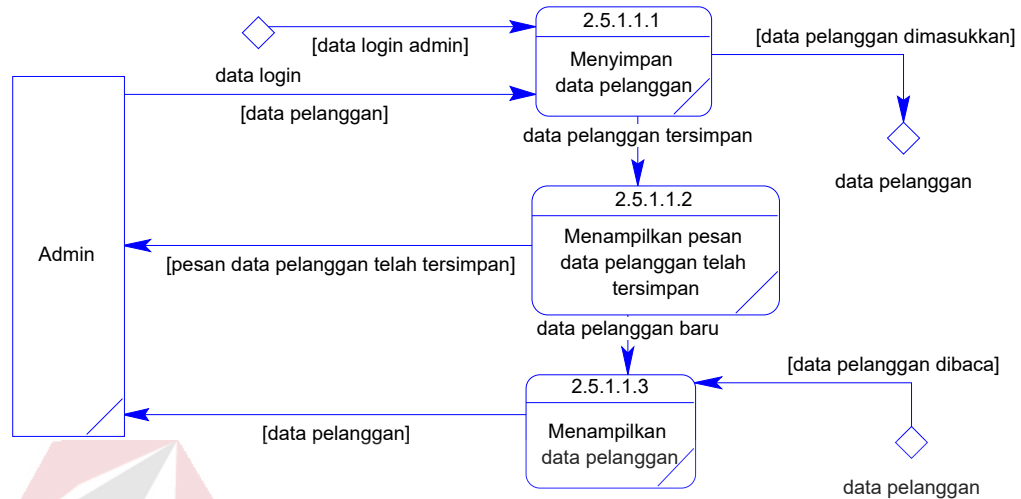 2.5.1.1.1
[data pelanggan dimasukkan]
[data login admin]
Menyimpan
data pelanggan
data login
[data pelanggan]
data pelanggan tersimpan
data pelanggan
2.5.1.1.2
Menampilkan pesan
data pelanggan telah
tersimpan
Admin
[pesan data pelanggan telah tersimpan]
data pelanggan baru
[data pelanggan dibaca]
2.5.1.1.3
Menampilkan
data pelanggan
[data pelanggan]
data pelanggan